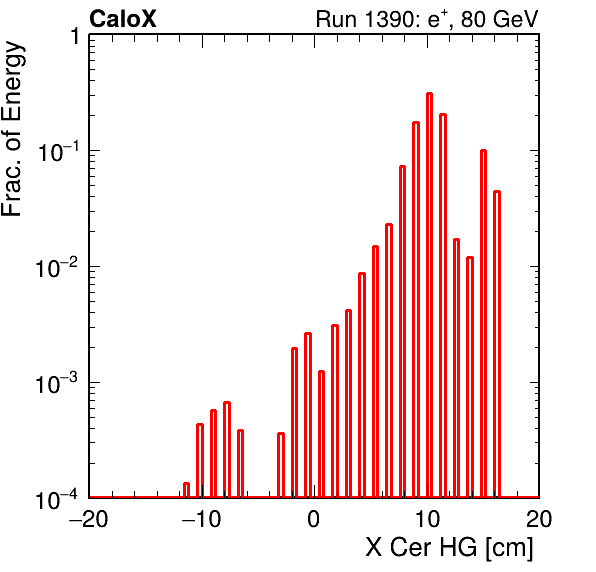 CaloX Run 1390: e⁺, 80 GeV
Frac. of Energy
1
10⁻¹
10⁻²
10⁻³
10⁻⁴
−20 −10 0 10 20
X Cer HG [cm]